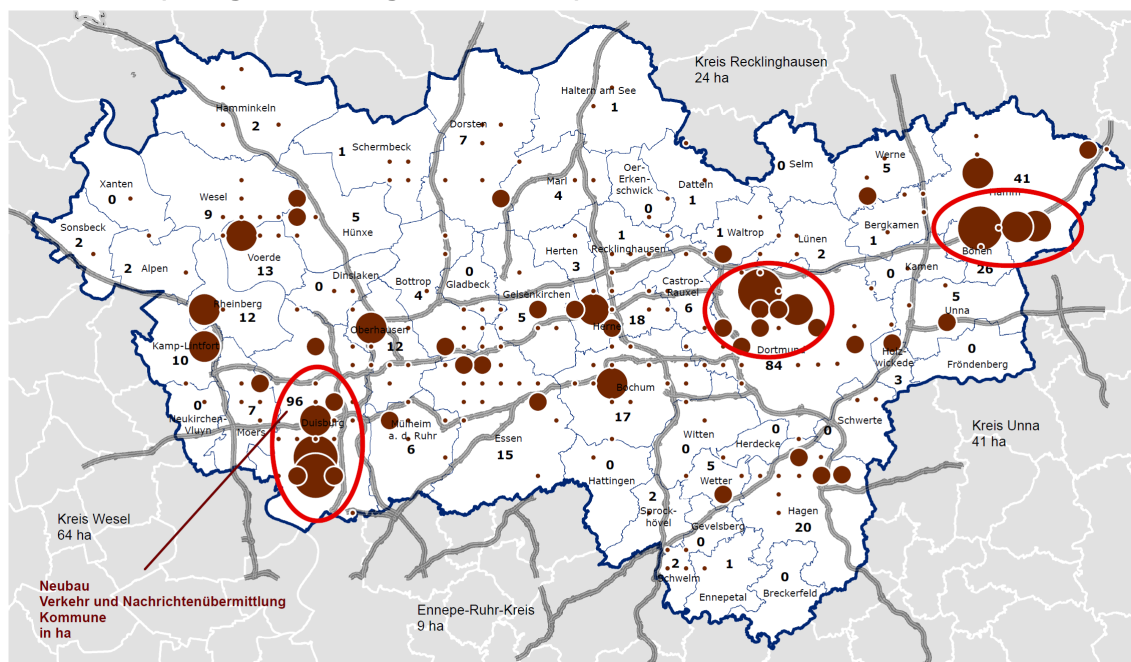 Kreis Recklinghausen
24 ha
Haltern am See
1
Hamminkeln
2
Dorsten
7
Schermbeck
1
Selm
0
Werne
5
Hamm
41
Xanten
0
Wesel
9
Marl
4
Oer-
Erken-
schwick
0
Datteln
1
Sonsbeck
2
Hünxe
5
Recklinghausen
1
Waltrop
1
Lünen
2
Bergkamen
1
Bönen
26
Alpen
2
Voerde
13
Dinslaken
0
Bottrop
4
Gladbeck
0
Herten
3
Castrop-
Rauxel
6
Kamen
0
Unna
5
Rheinberg
12
Gelsenkirchen
5
Herne
18
Oberhausen
12
Kamp-Lintfort
10
Dortmund
84
Holz-
wickede
3
Fröndenberg
0
Neukirchen-
Vluyn
0
Moers
7
Duisburg
96
Mülheim
a. d. Ruhr
6
Essen
15
Bochum
17
Witten
0
Herdecke
0
Schwerte
0
Kreis Unna
41 ha
Hattingen
0
Wetter
5
Sprock-
hövel
2
Gevelsberg
0
Hagen
20
Kreis Wesel
64 ha
Schwelm
2
Ennepetal
1
Breckerfeld
0
Neubau
Verkehr und Nachrichtenübermittlung
Kommune
in ha
Ennepe-Ruhr-Kreis
9 ha